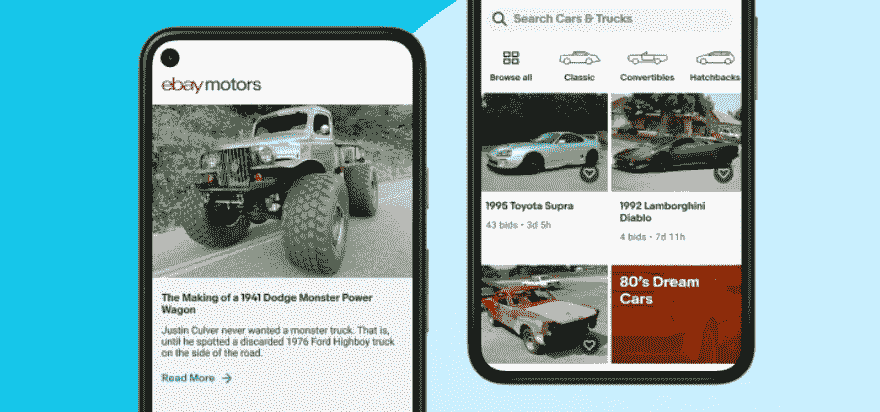 ebay motors
The Making of a 1941 Dodge Monster Power
Wagon
Justin Culver never wanted a monster truck. That is,
until he spotted a discarded 1976 Ford Highboy truck
on the side of the road.
Read More
Search Cars & Trucks
Browse all
Classic
Convertibles
Hatchbacks
1995 Toyota Supra
43 bids • 3d 5h
1992 Lamborghini
Diablo
4 bids • 7d 11h
80's Dream
Cars